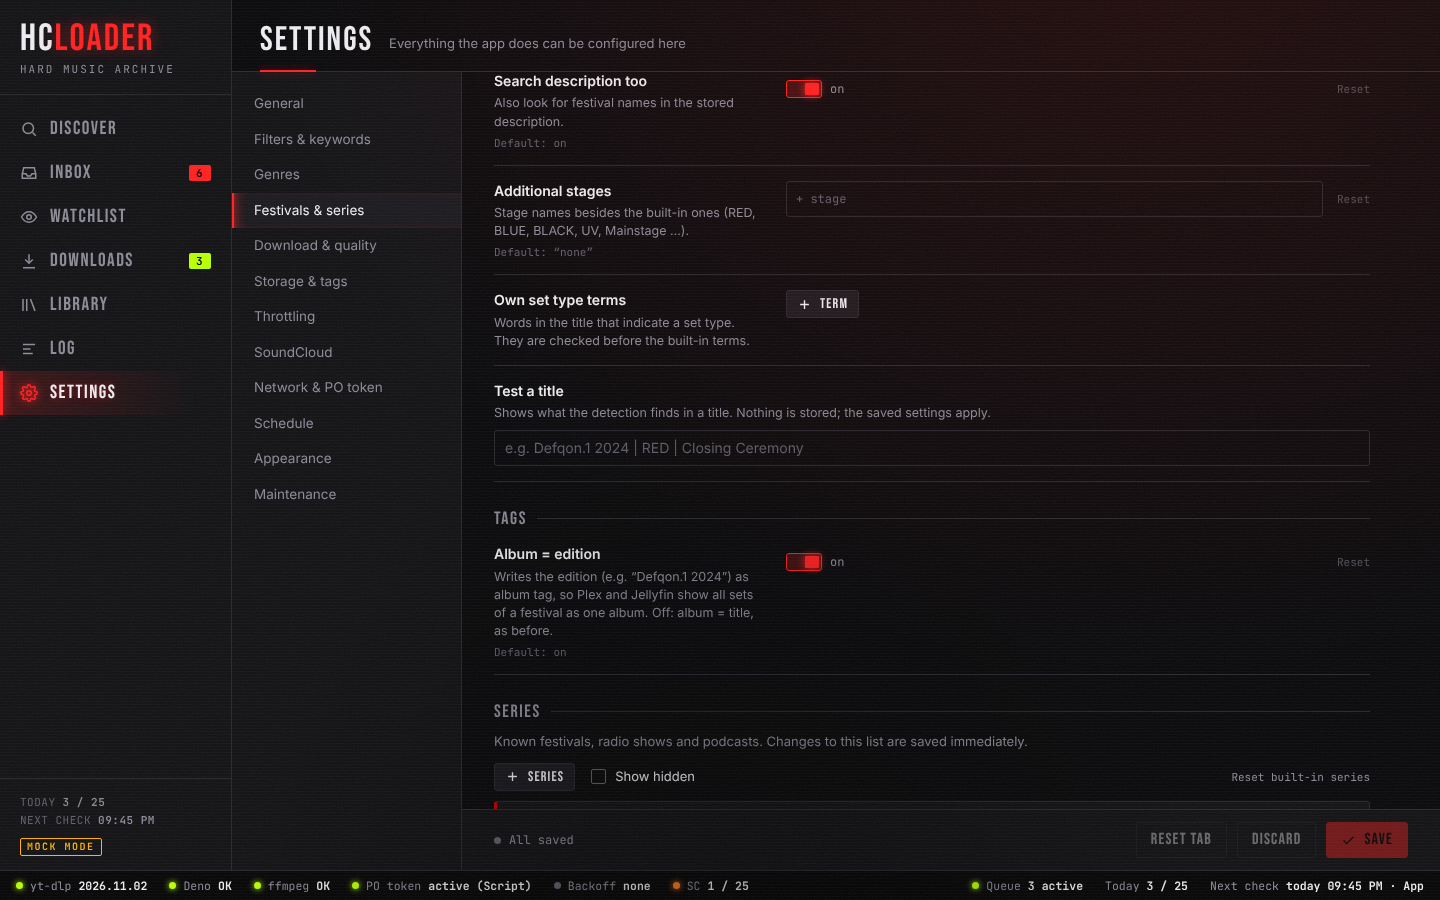 HCLOADER
HARD MUSIC ARCHIVE
DISCOVER
INBOX 6
WATCHLIST
DOWNLOADS 3
LIBRARY
LOG
SETTINGS
TODAY 3 / 25
NEXT CHECK 09:45 PM
MOCK MODE
SETTINGS Everything the app does can be configured here
General
Filters & keywords
Genres
Festivals & series
Download & quality
Storage & tags
Throttling
SoundCloud
Network & PO token
Schedule
Appearance
Maintenance
Search description too
on
Reset
Also look for festival names in the stored
description.
Default: on
Additional stages
+ stage
Reset
Stage names besides the built-in ones (RED,
BLUE, BLACK, UV, Mainstage ...).
Default: “none”
Own set type terms
+ TERM
Words in the title that indicate a set type.
They are checked before the built-in terms.
Test a title
Shows what the detection finds in a title. Nothing is stored; the saved settings apply.
e.g. Defqon.1 2024 | RED | Closing Ceremony
TAGS
Album = edition
on
Reset
Writes the edition (e.g. “Defqon.1 2024”) as
album tag, so Plex and Jellyfin show all sets
of a festival as one album. Off: album = title,
as before.
Default: on
SERIES
Known festivals, radio shows and podcasts. Changes to this list are saved immediately.
+ SERIES
Show hidden
Reset built-in series
All saved
RESET TAB
DISCARD
SAVE
yt-dlp 2026.11.02 Deno OK ffmpeg OK PO token active (Script) Backoff none SC 1 / 25 Queue 3 active Today 3 / 25 Next check today 09:45 PM · App